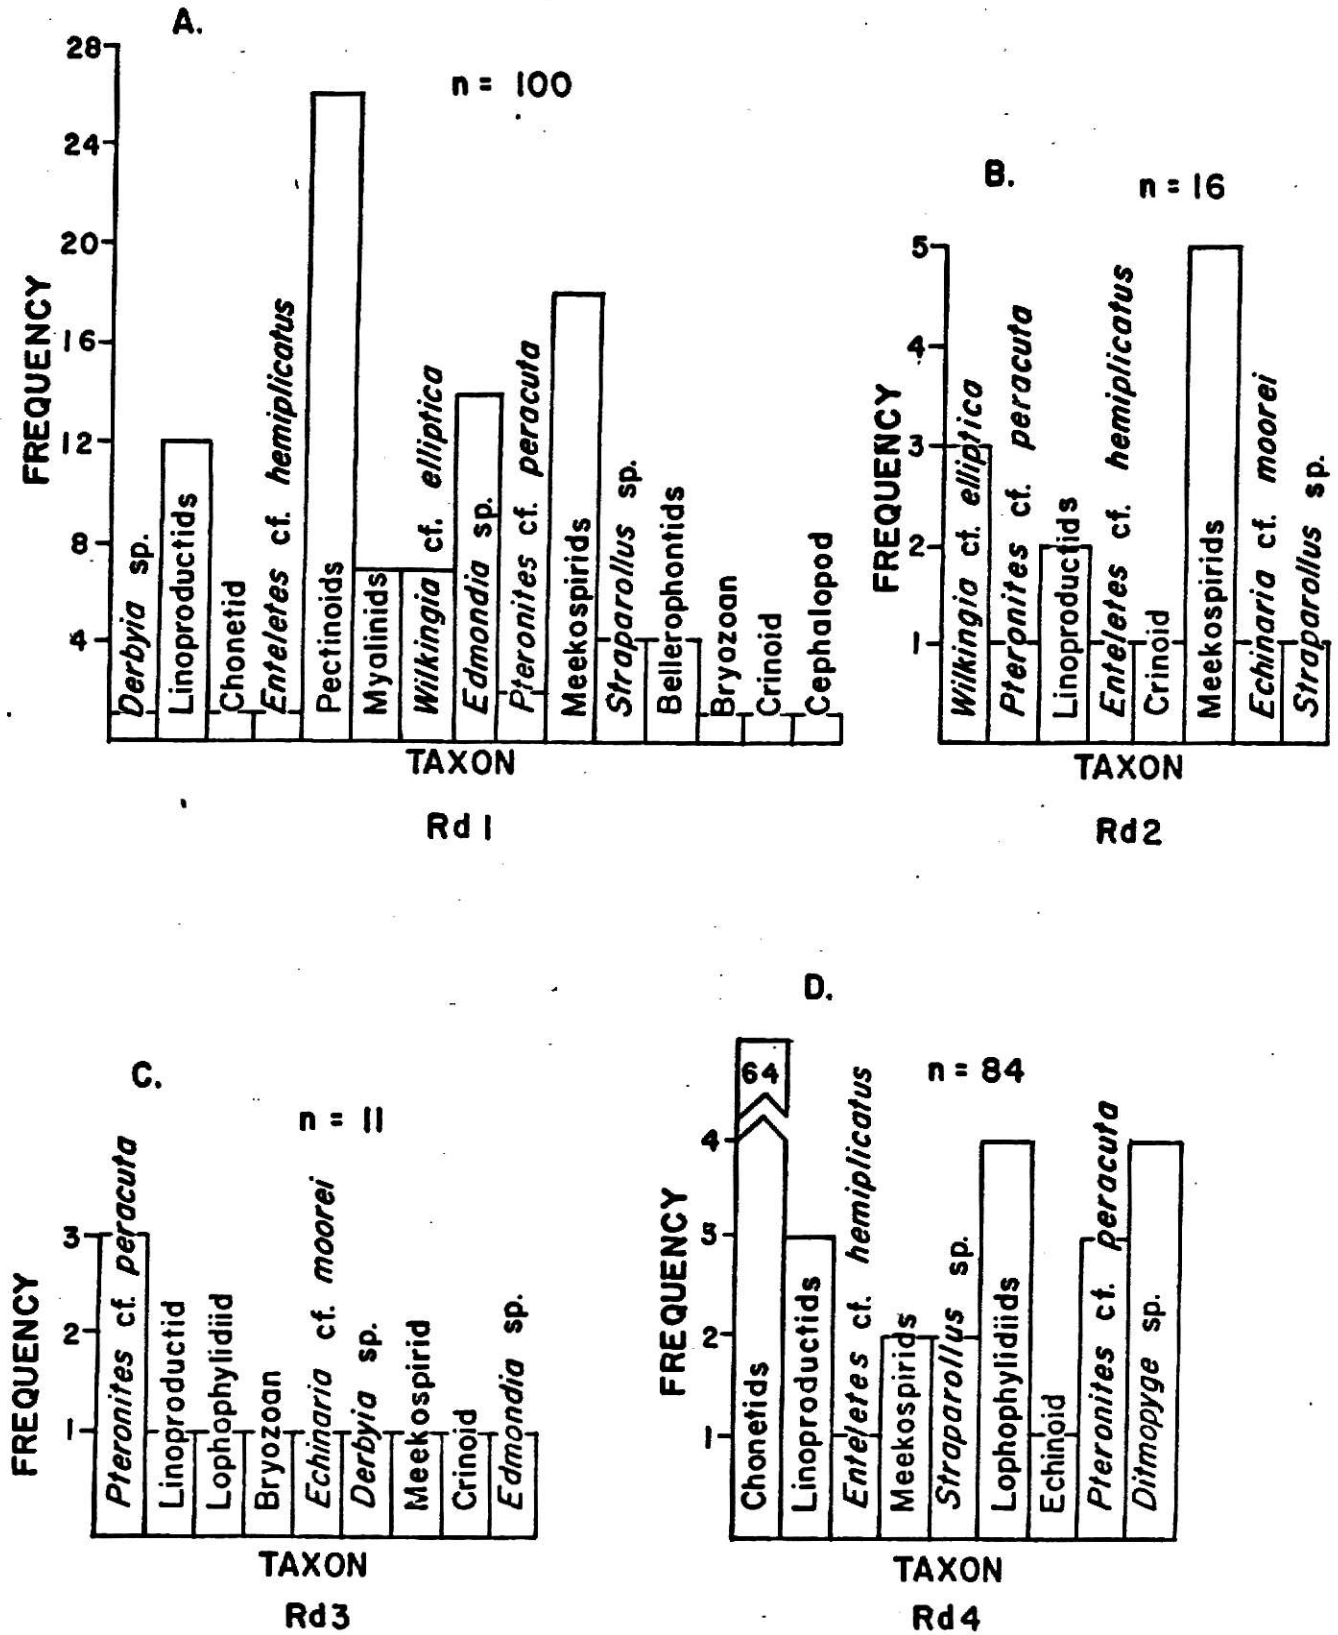 A.
n = 100
FREQUENCY
28
24
20
16
12
8
4
Derbyia sp.
Linoproductids
Chonetid
Enteletes cf. hemiplicatus
Pectinoids
Myalinids
Wilkingia cf. elliptica
Edmondia sp.
Pteronites cf. peracuta
Meekospirids
Straparollus sp.
Bellerophontids
Bryozoan
Crinoid
Cephalopod
TAXON
Rd 1
B.
n = 16
FREQUENCY
5
4
3
2
1
Wilkingia cf. elliptica
Pteronites cf. peracuta
Linoproductids
Enteletes cf. hemiplicatus
Crinoid
Meekospirids
Echinaria cf. moorei
Straparollus sp.
TAXON
Rd2
C.
n = 11
FREQUENCY
3
2
1
Pteronites cf. peracuta
Linoproductid
Lophophylidiid
Bryozoan
Echinaria cf. moorei
Derbyia sp.
Meekospirid
Crinoid
Edmondia sp.
TAXON
Rd3
D.
n = 84
FREQUENCY
4
3
2
1
64
Chonetids
Linoproductids
Enteletes cf. hemiplicatus
Meekospirids
Straparollus sp.
Lophophyliidids
Echinoid
Pteronites cf. peracuta
Ditmopyge sp.
TAXON
Rd4